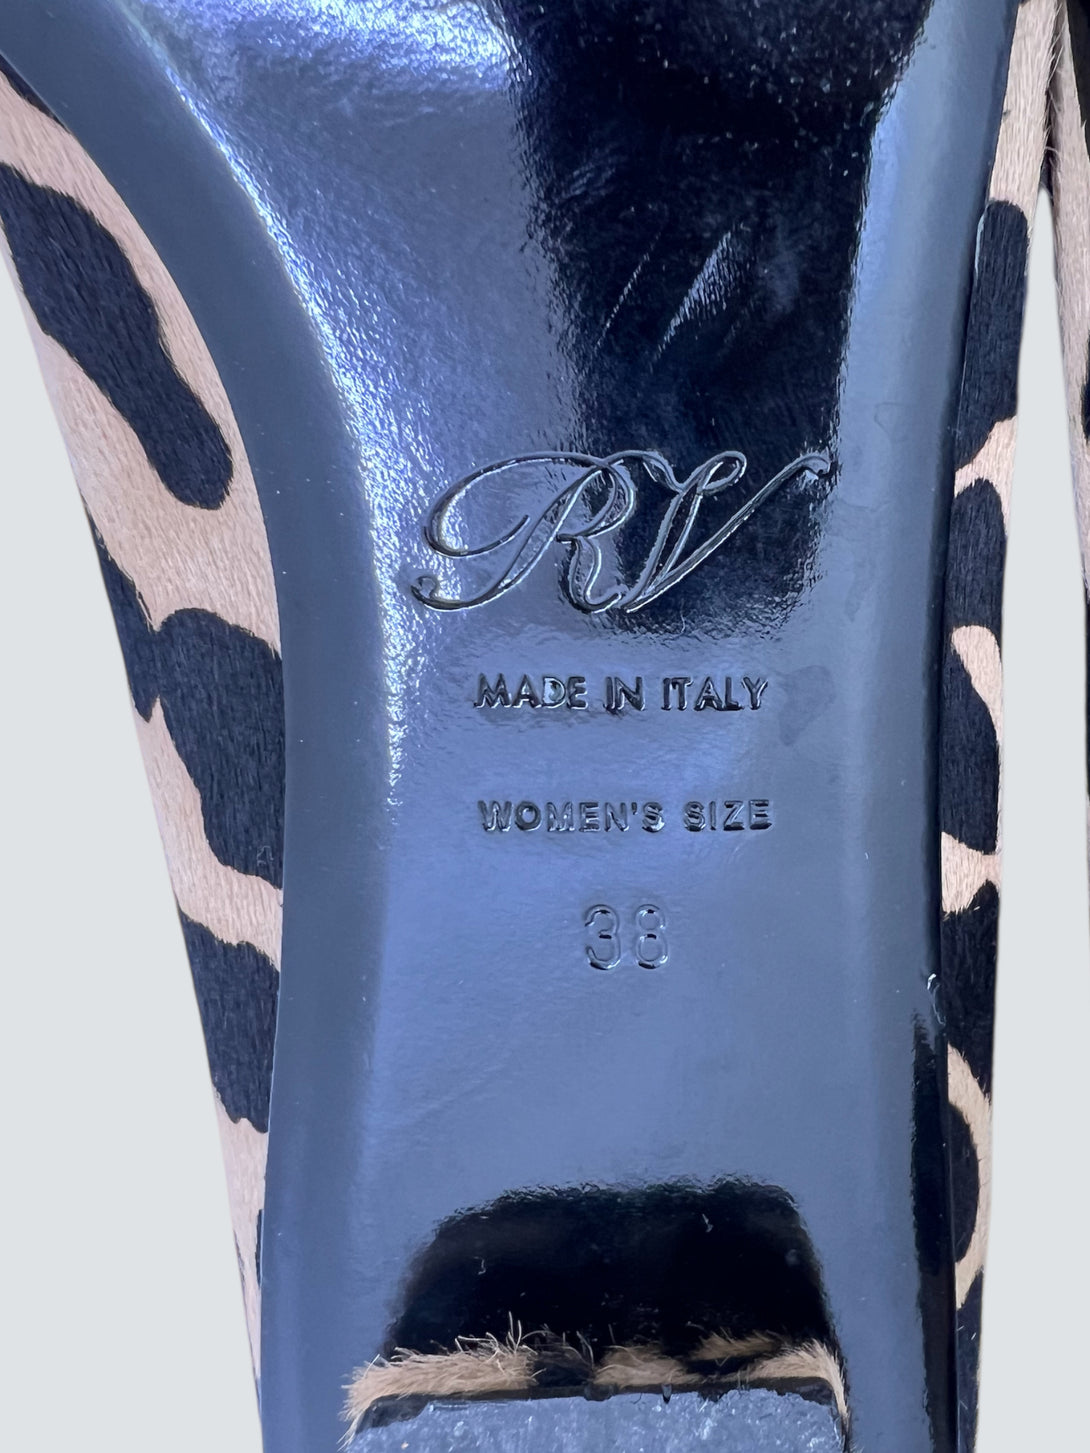 RV
MADE IN ITALY
WOMEN'S SIZE
38